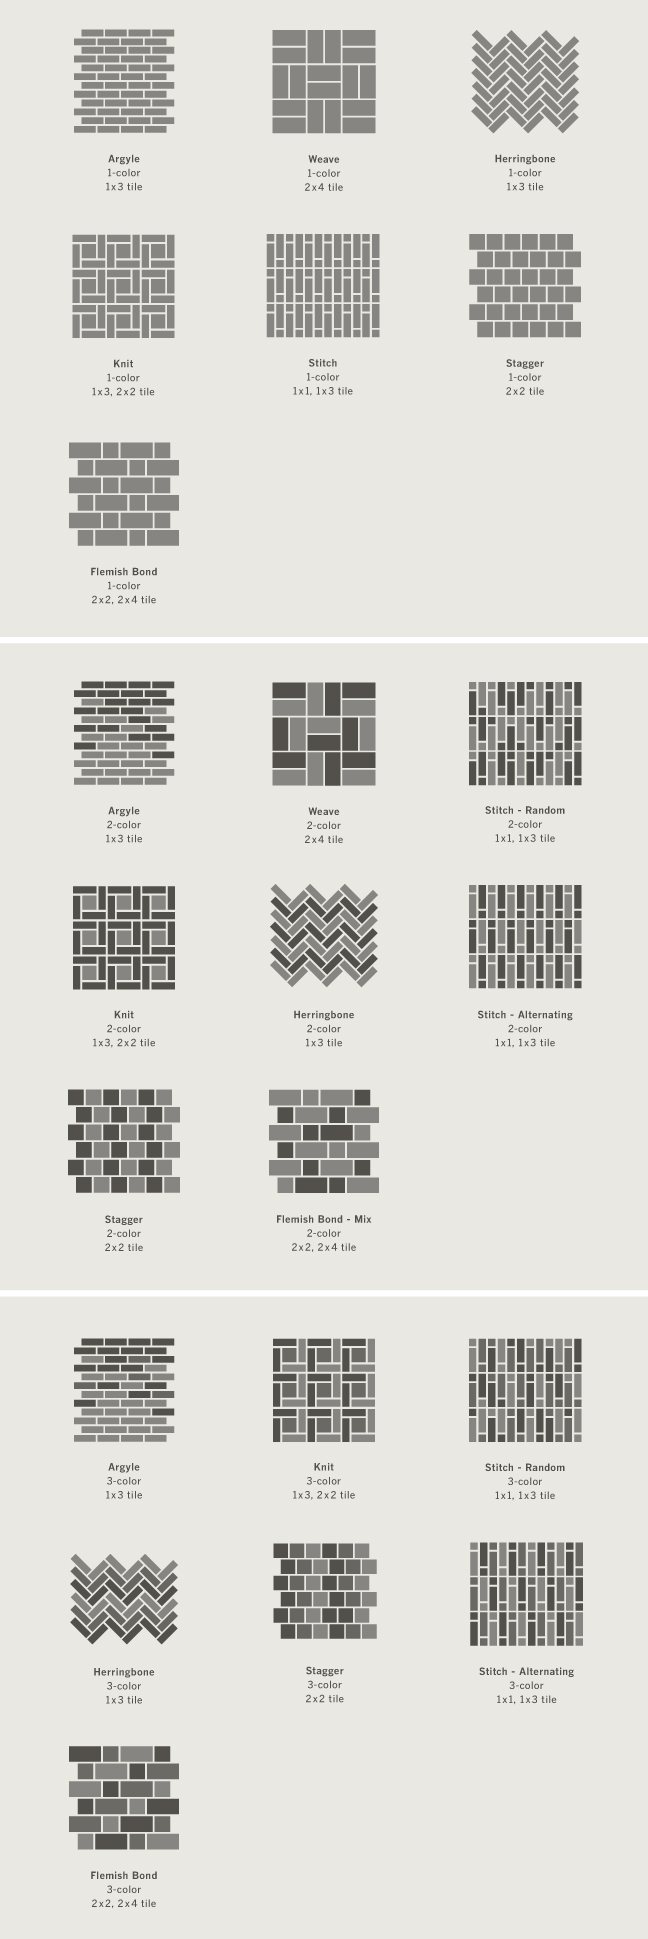 Argyle
1-color
1x3 tile
Weave
1-color
2x4 tile
Herringbone
1-color
1x3 tile
Knit
1-color
1x3, 2x2 tile
Stitch
1-color
1x1, 1x3 tile
Stagger
1-color
2x2 tile
Flemish Bond
1-color
2x2, 2x4 tile
Argyle
2-color
1x3 tile
Weave
2-color
2x4 tile
Stitch - Random
2-color
1x1, 1x3 tile
Knit
2-color
1x3, 2x2 tile
Herringbone
2-color
1x3 tile
Stitch - Alternating
2-color
1x1, 1x3 tile
Stagger
2-color
2x2 tile
Flemish Bond - Mix
2-color
2x2, 2x4 tile
Argyle
3-color
1x3 tile
Knit
3-color
1x3, 2x2 tile
Stitch - Random
3-color
1x1, 1x3 tile
Herringbone
3-color
1x3 tile
Stagger
3-color
2x2 tile
Stitch - Alternating
3-color
1x1, 1x3 tile
Flemish Bond
3-color
2x2, 2x4 tile